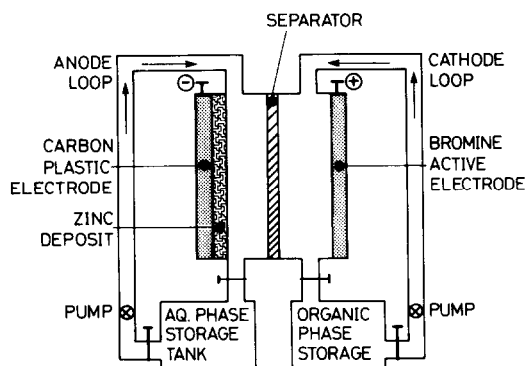 SEPARATOR
ANODE
LOOP
CATHODE
LOOP
−
+
CARBON
PLASTIC
ELECTRODE
BROMINE
ACTIVE
ELECTRODE
ZINC
DEPOSIT
PUMP
AQ. PHASE
STORAGE
TANK
ORGANIC
PHASE
STORAGE
PUMP